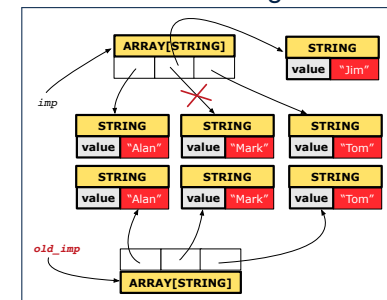 ARRAY[STRING]
STRING
value "Jim"
imp
STRING STRING STRING
value "Alan" value "Mark" value "Tom"
STRING STRING STRING
value "Alan" value "Mark" value "Tom"
old_imp
ARRAY[STRING]